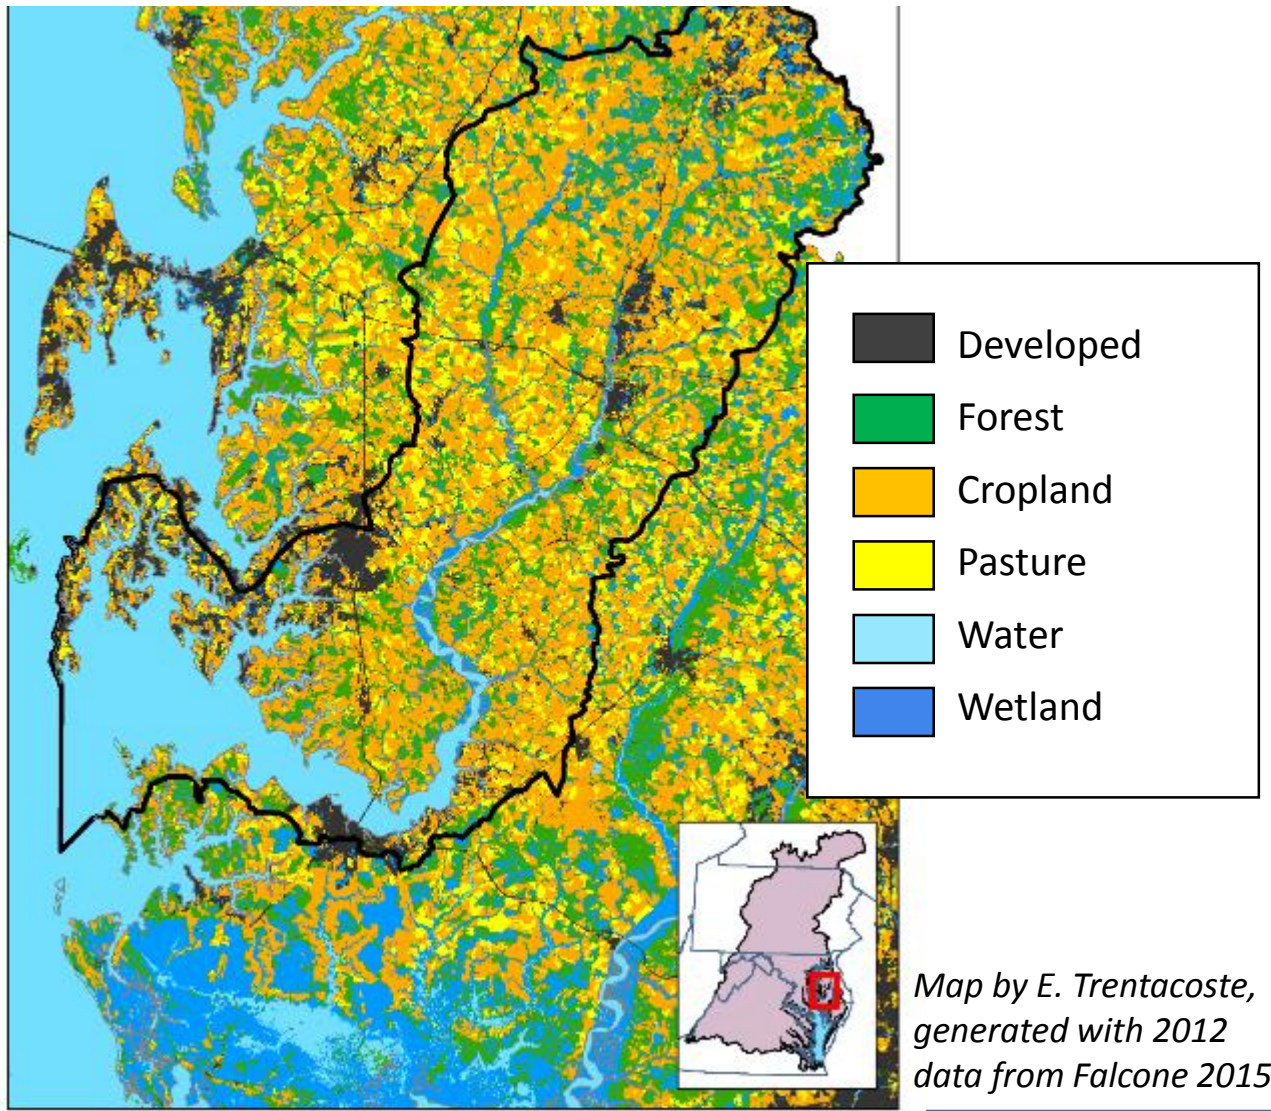 Developed
Forest
Cropland
Pasture
Water
Wetland
Map by E. Trentacoste,
generated with 2012
data from Falcone 2015